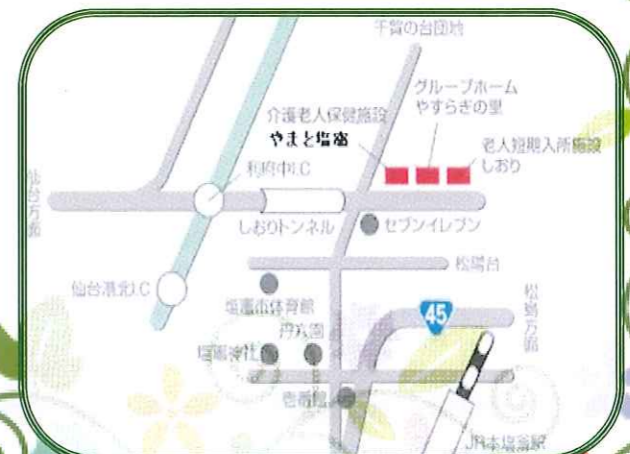 千賀の台団地
グループホーム
やすらぎの里
介護老人保健施設
やまと塩竈
老人短期入所施設
しおり
利府中I.C
仙台方面
しおりトンネル
セブンイレブン
松陽台
仙台港北I.C
塩竈市体育館
松島方面
45
丹六園
塩竈神社
壱番館
JR本塩釜駅